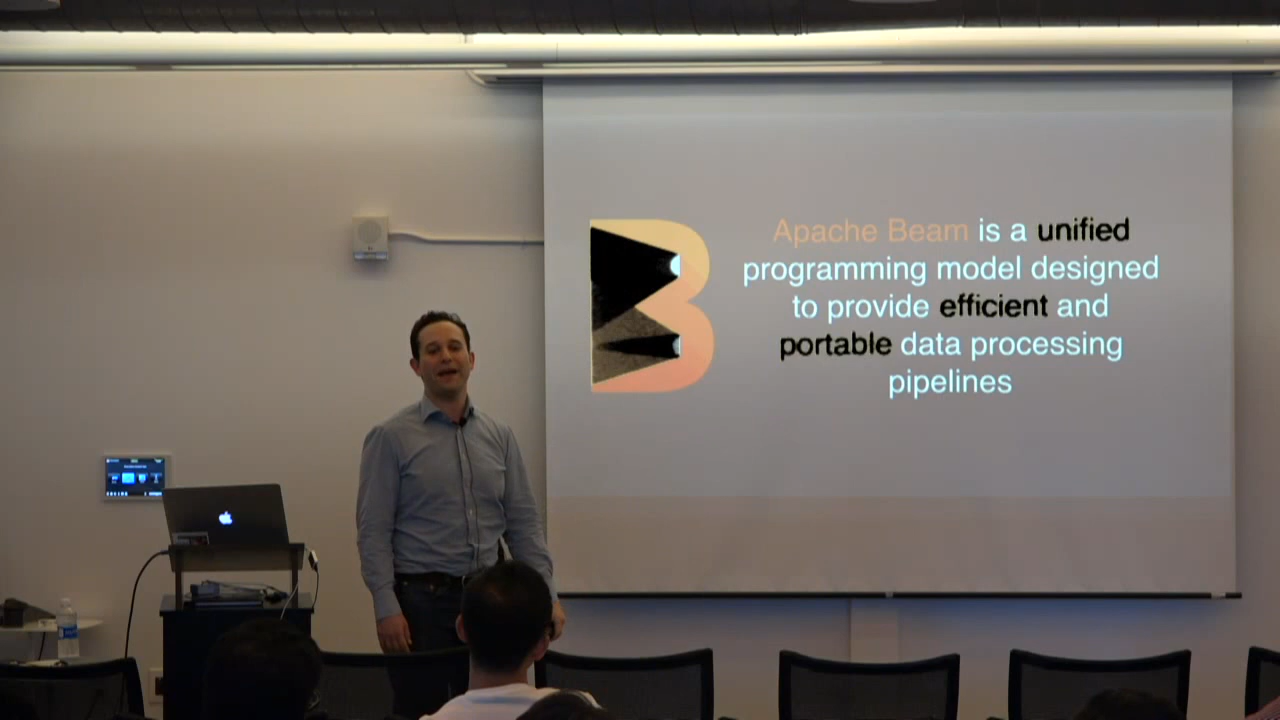 Apache Beam is a unified
programming model designed
to provide efficient and
portable data processing
pipelines